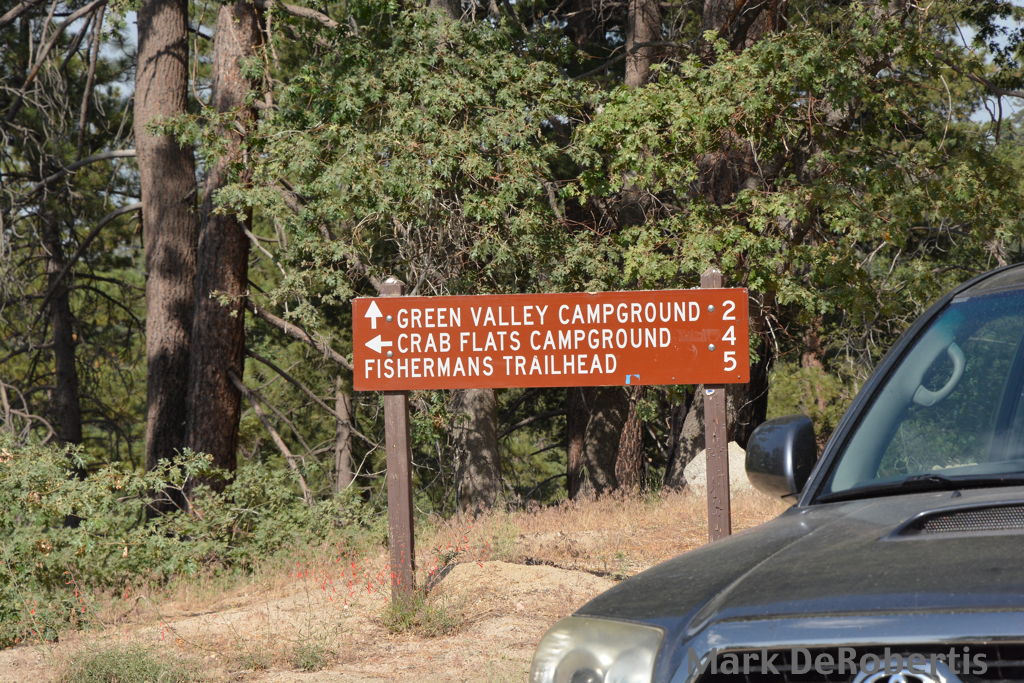 ↑ GREEN VALLEY CAMPGROUND 2
← CRAB FLATS CAMPGROUND 4
FISHERMANS TRAILHEAD 5
Mark DeRobertis